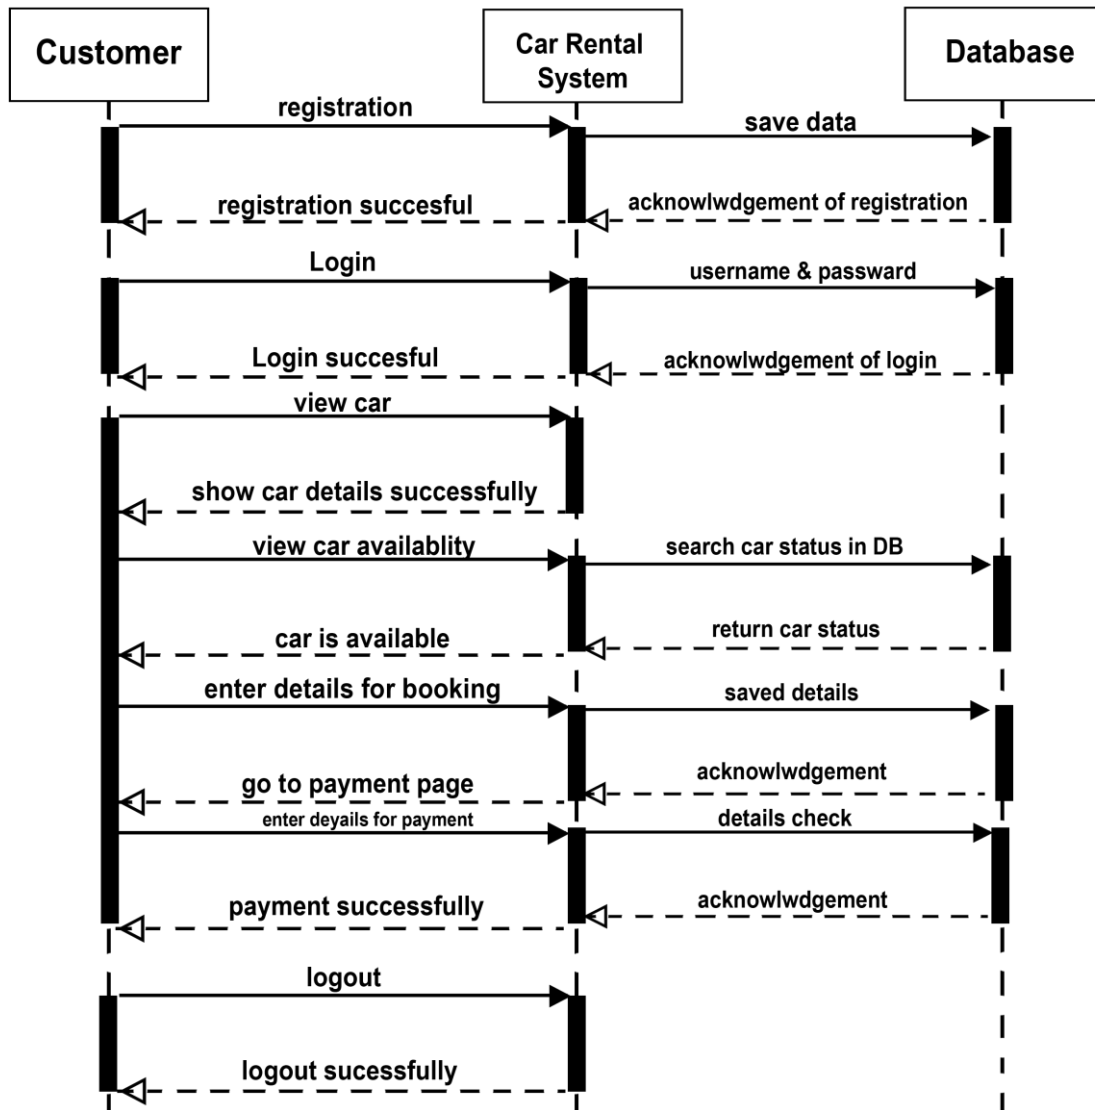 Customer
Car Rental
System
Database
registration
save data
registration succesful
acknowlwdgement of registration
Login
username & passward
Login succesful
acknowlwdgement of login
view car
show car details successfully
view car availablity
search car status in DB
car is available
return car status
enter details for booking
saved details
go to payment page
acknowlwdgement
enter deyails for payment
details check
payment successfully
acknowlwdgement
logout
logout sucessfully